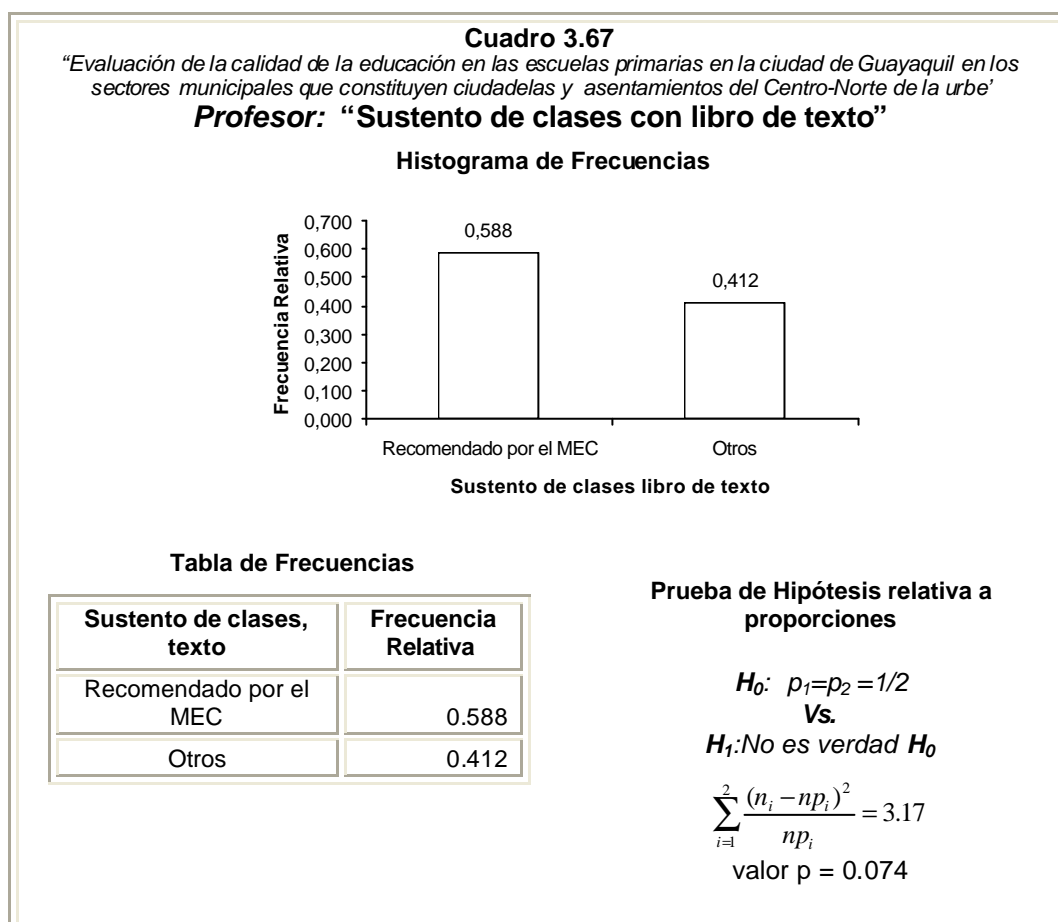 Cuadro 3.67
“Evaluación de la calidad de la educación en las escuelas primarias en la ciudad de Guayaquil en los
sectores municipales que constituyen ciudadelas y asentamientos del Centro-Norte de la urbe’
Profesor: “Sustento de clases con libro de texto”
Histograma de Frecuencias
Frecuencia Relativa
0,700
0,600
0,500
0,400
0,300
0,200
0,100
0,000
0,588
0,412
Recomendado por el MEC
Otros
Sustento de clases libro de texto
Tabla de Frecuencias
Sustento de clases,
texto
Frecuencia
Relativa
Recomendado por el
MEC
0.588
Otros
0.412
Prueba de Hipótesis relativa a
proporciones
H₀: p₁=p₂ =1/2
Vs.
H₁:No es verdad H₀
∑_{i=1}^{2} (n_i − np_i)² / np_i = 3.17
valor p = 0.074